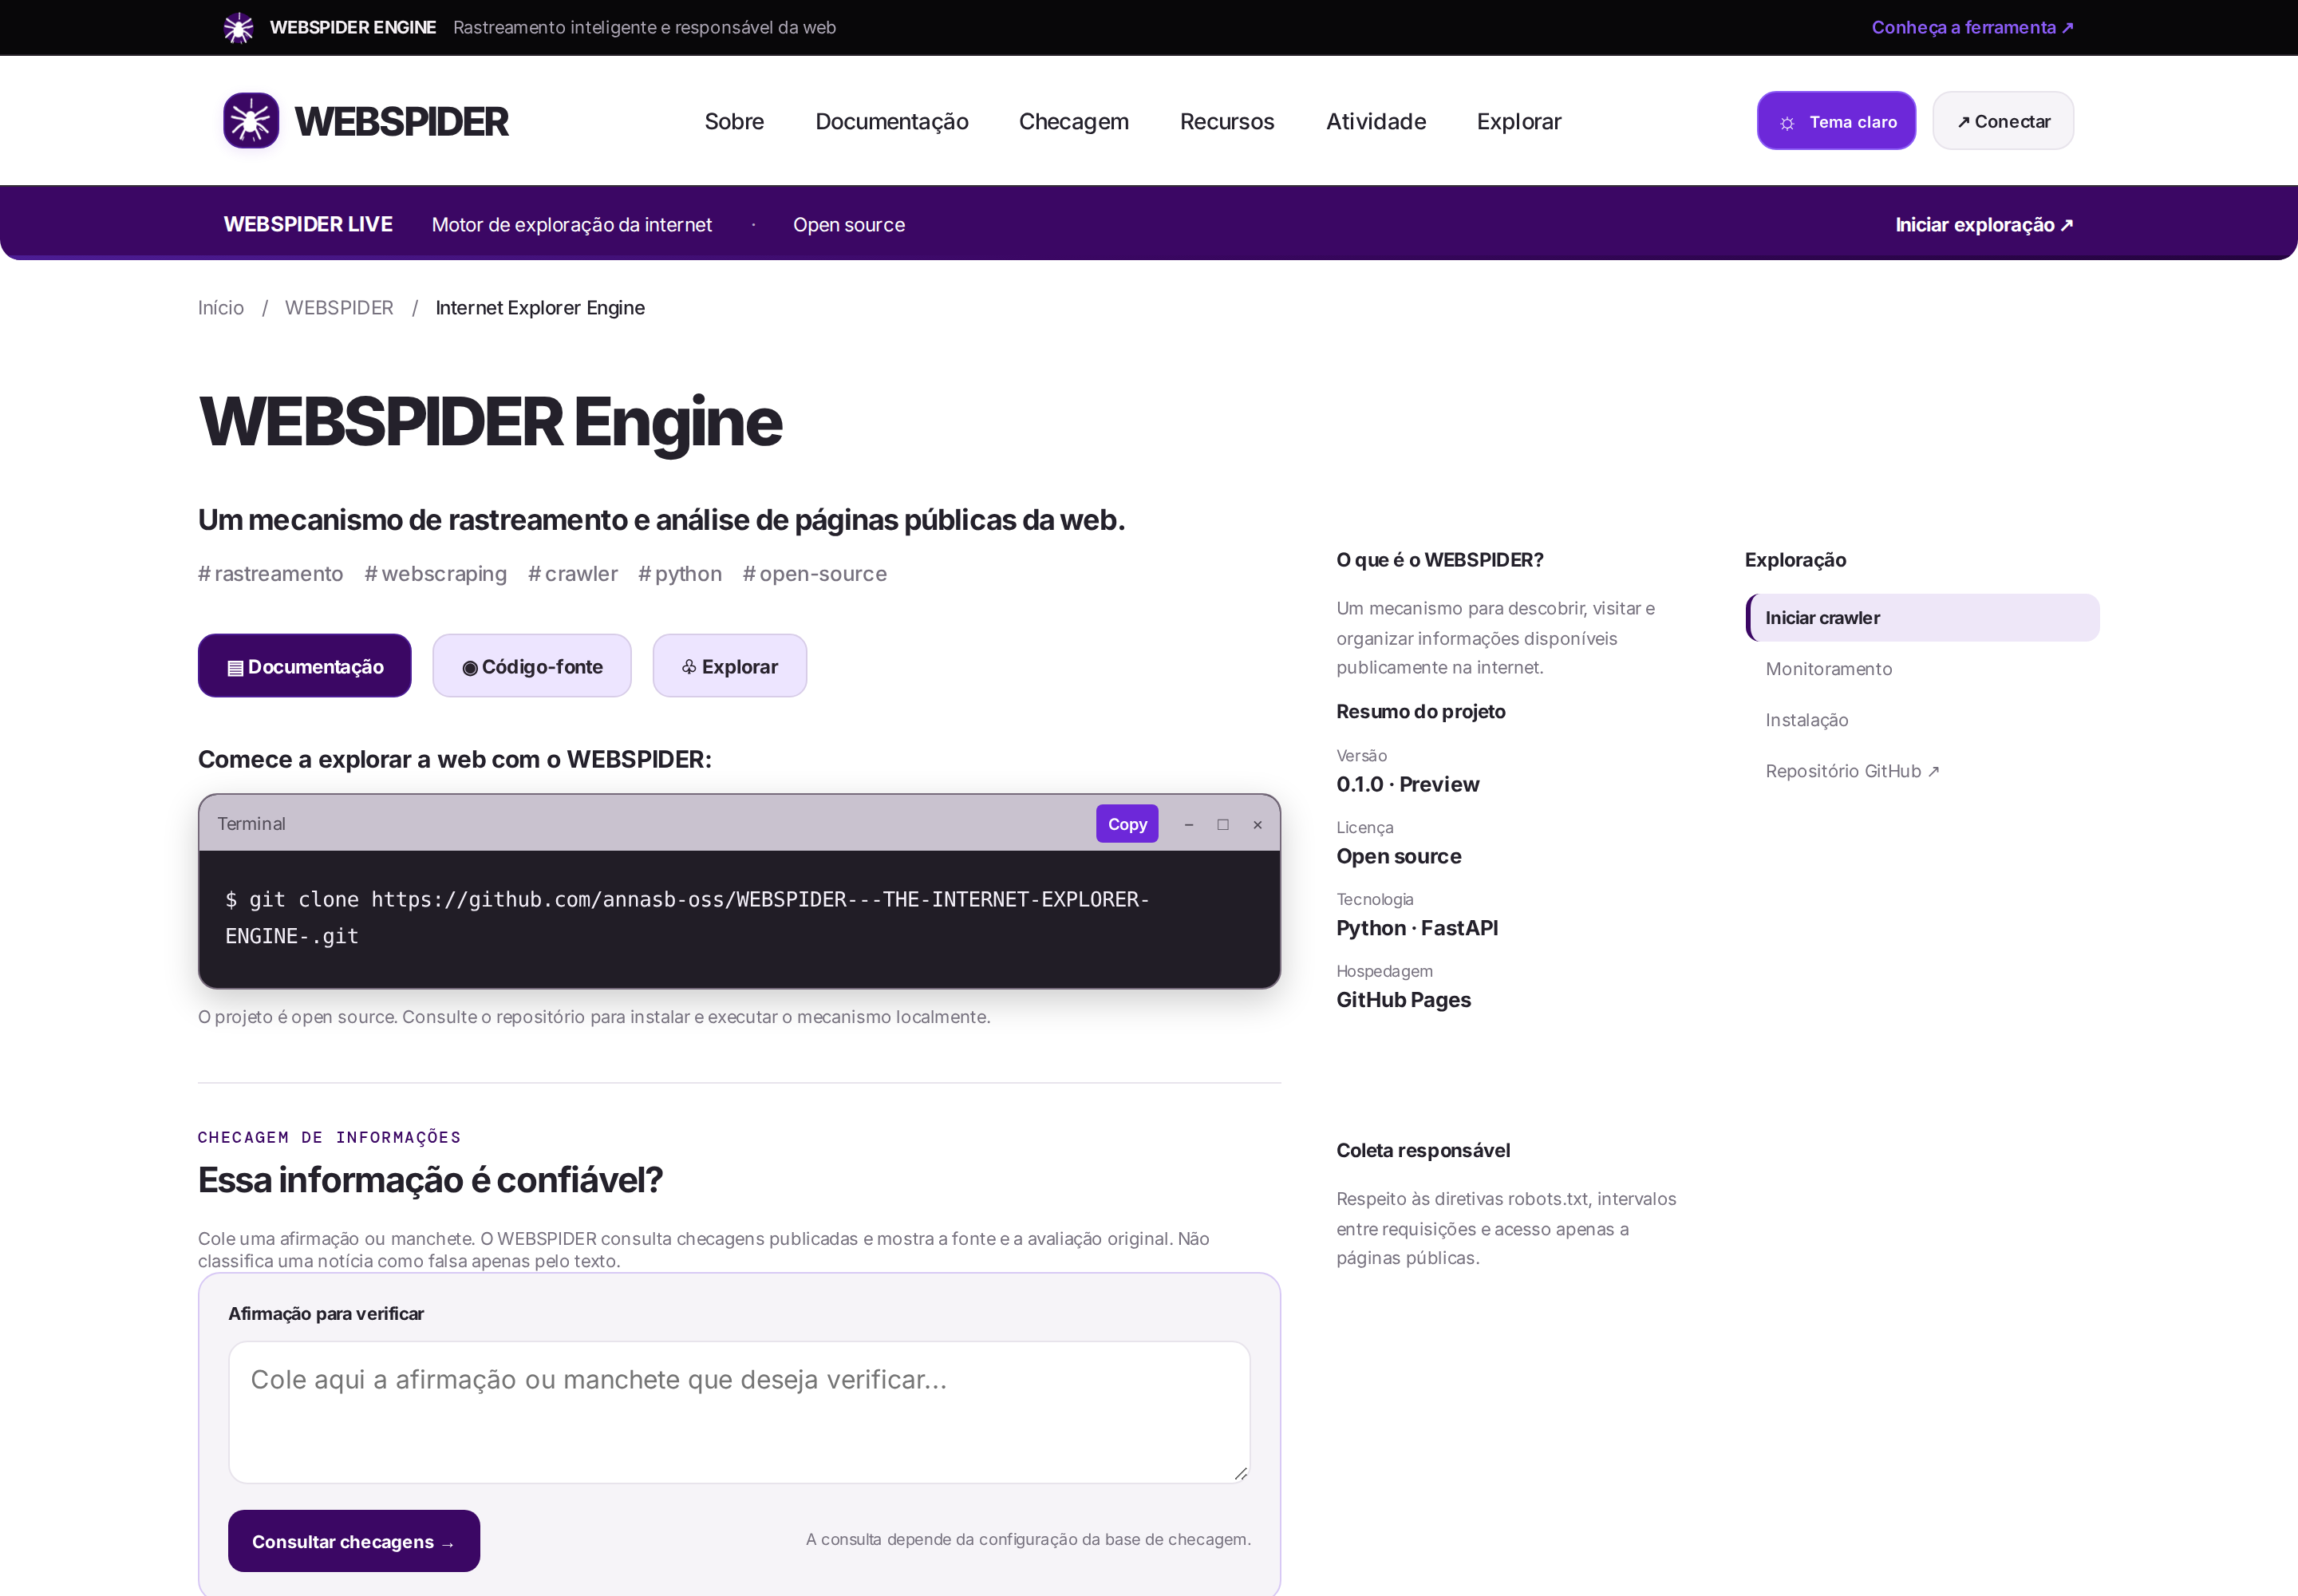 WEBSPIDER ENGINE Rastreamento inteligente e responsável da web Conheça a ferramenta ↗
WEBSPIDER Sobre Documentação Checagem Recursos Atividade Explorar ☼ Tema claro ↗ Conectar
WEBSPIDER LIVE Motor de exploração da internet · Open source Iniciar exploração ↗
Início / WEBSPIDER / Internet Explorer Engine
WEBSPIDER Engine
Um mecanismo de rastreamento e análise de páginas públicas da web.
# rastreamento # webscraping # crawler # python # open-source
▤ Documentação ◉ Código-fonte ♧ Explorar
Comece a explorar a web com o WEBSPIDER:
Terminal Copy − □ ×
$ git clone https://github.com/annasb-oss/WEBSPIDER---THE-INTERNET-EXPLORER-
ENGINE-.git
O projeto é open source. Consulte o repositório para instalar e executar o mecanismo localmente.
CHECAGEM DE INFORMAÇÕES
Essa informação é confiável?
Cole uma afirmação ou manchete. O WEBSPIDER consulta checagens publicadas e mostra a fonte e a avaliação original. Não
classifica uma notícia como falsa apenas pelo texto.
Afirmação para verificar
Cole aqui a afirmação ou manchete que deseja verificar...
Consultar checagens → A consulta depende da configuração da base de checagem.
O que é o WEBSPIDER?
Um mecanismo para descobrir, visitar e
organizar informações disponíveis
publicamente na internet.
Resumo do projeto
Versão
0.1.0 · Preview
Licença
Open source
Tecnologia
Python · FastAPI
Hospedagem
GitHub Pages
Coleta responsável
Respeito às diretivas robots.txt, intervalos
entre requisições e acesso apenas a
páginas públicas.
Exploração
Iniciar crawler
Monitoramento
Instalação
Repositório GitHub ↗